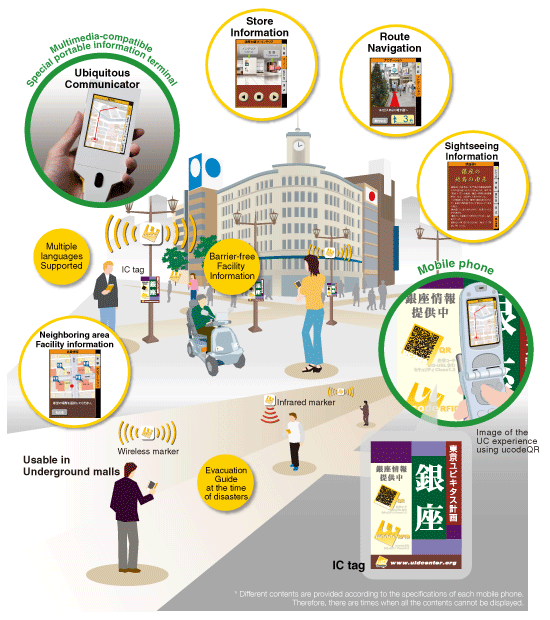 Store
Information
Route
Navigation
Multimedia-compatible
Special portable information terminal
Ubiquitous
Communicator
Sightseeing
Information
銀座の
Multiple
languages
Supported
IC tag
Barrier-free
Facility
Information
Mobile phone
銀座情報
提供中
QR
Neighboring area
Facility information
Infrared marker
Wireless marker
Image of the
UC experience
using ucodeQR
Usable in
Underground malls
Evacuation
Guide
at the time
of disasters
東京ユビキタス計画
銀座
銀座情報
提供中
QR
www.uidcenter.org
IC tag
* Different contents are provided according to the specifications of each mobile phone.
Therefore, there are times when all the contents cannot be displayed.